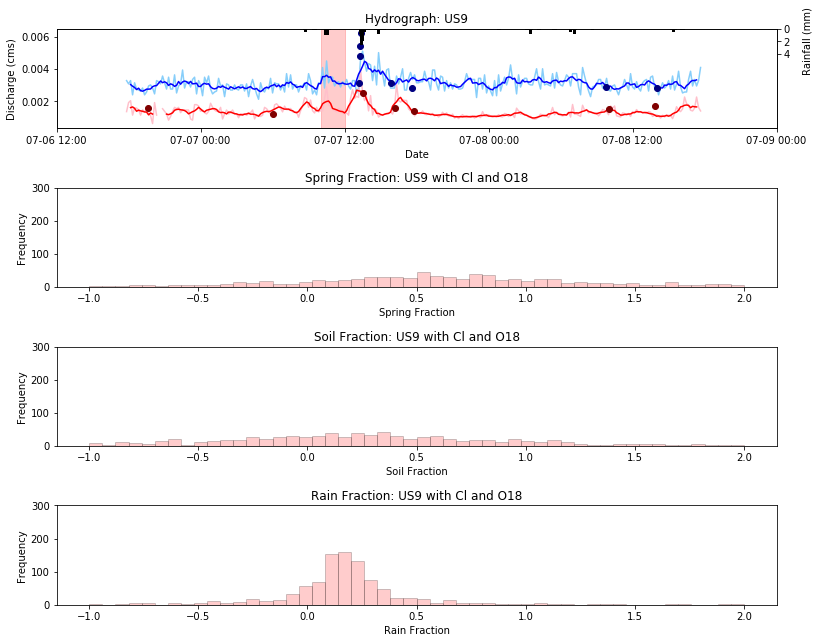 Hydrograph: US9
0.006
0.004
0.002
Discharge (cms)
0
2
4
Rainfall (mm)
07-06 12:00 07-07 00:00 07-07 12:00 07-08 00:00 07-08 12:00 07-09 00:00
Date
Spring Fraction: US9 with Cl and O18
300
200
100
0
Frequency
−1.0 −0.5 0.0 0.5 1.0 1.5 2.0
Spring Fraction
Soil Fraction: US9 with Cl and O18
300
200
100
0
Frequency
−1.0 −0.5 0.0 0.5 1.0 1.5 2.0
Soil Fraction
Rain Fraction: US9 with Cl and O18
300
200
100
0
Frequency
−1.0 −0.5 0.0 0.5 1.0 1.5 2.0
Rain Fraction